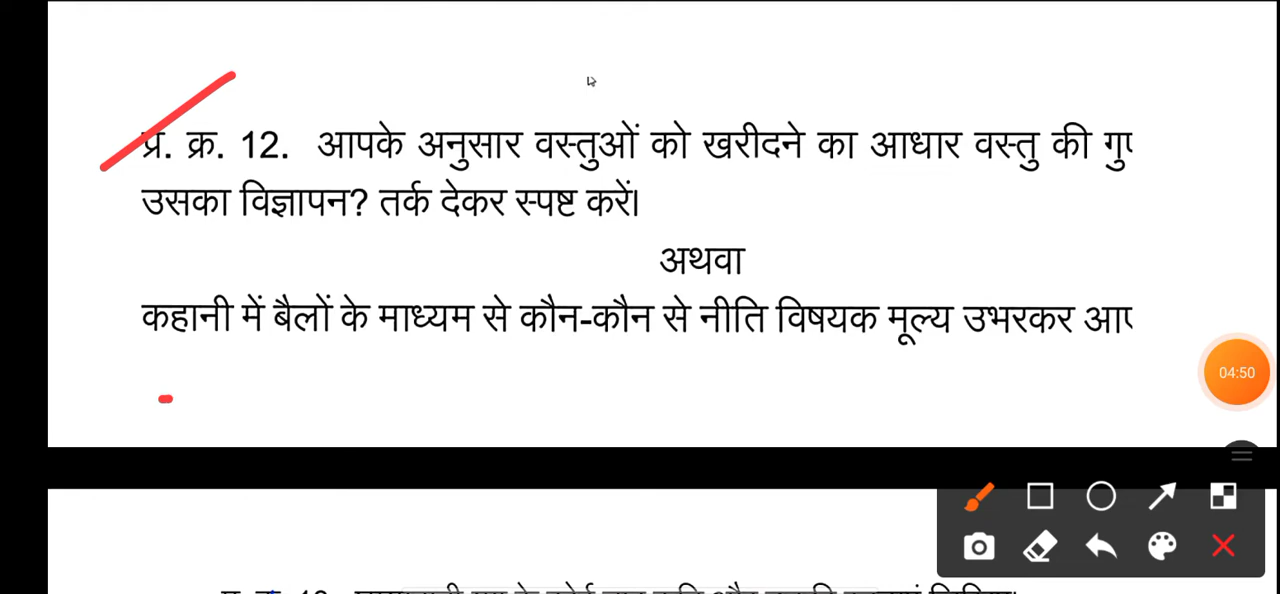 प्र. क्र. 12. आपके अनुसार वस्तुओं को खरीदने का आधार वस्तु की
उसका विज्ञापन? तर्क देकर स्पष्ट करें।
अथवा
कहानी में बैलों के माध्यम से कौन-कौन से नीति विषयक मूल्य उभरकर
04:50